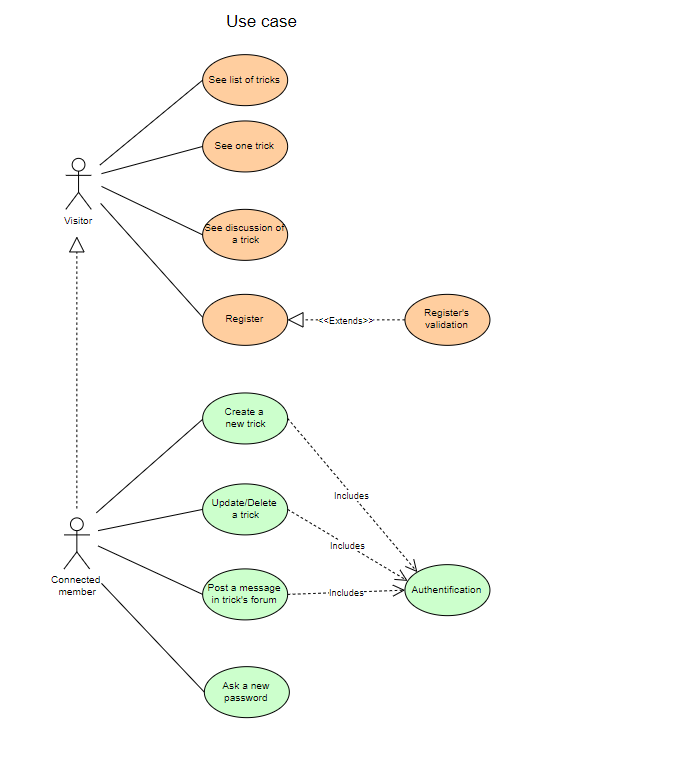 Use case
See list of tricks
See one trick
Visitor
See discussion of
a trick
Register
<<Extends>>
Register's
validation
Create a
new trick
Includes
Update/Delete
a trick
Includes
Connected
member
Post a message
in trick's forum
Includes
Authentification
Ask a new
password